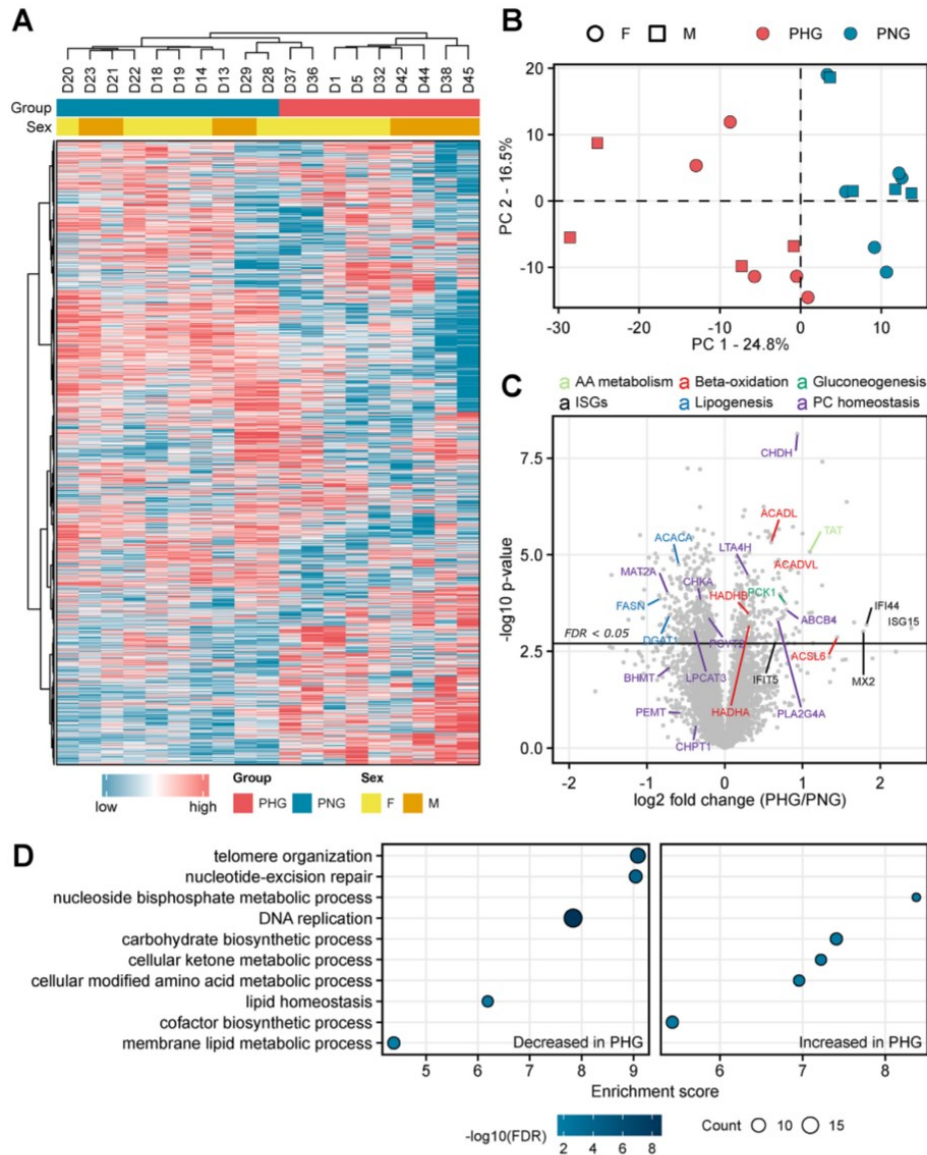 A
D20 D23 D21 D22 D18 D19 D14 D13 D29 D28 D37 D36 D1 D5 D32 D42 D44 D38 D45
Group
Sex
low high
Group
PHG PNG
Sex
F M
B
F M PHG PNG
PC 2 - 16.5%
20
10
0
-10
-30 -20 -10 0 10
PC 1 - 24.8%
C
a AA metabolism a Beta-oxidation a Gluconeogenesis
a ISGs a Lipogenesis a PC homeostasis
-log10 p-value
7.5
5.0
2.5
0.0
CHDH
ACADL
TAT
ACACA
LTA4H
ACADVL
MAT2A
CHKA
HADHB
PCK1
FASN
ABCB4
IFI44
ISG15
DGAT1
PCYT2
FDR < 0.05
ACSL6
BHMT
LPCAT3
IFIT5
MX2
PEMT
HADHA
PLA2G4A
CHPT1
-2 -1 0 1 2
log2 fold change (PHG/PNG)
D
telomere organization
nucleotide-excision repair
nucleoside bisphosphate metabolic process
DNA replication
carbohydrate biosynthetic process
cellular ketone metabolic process
cellular modified amino acid metabolic process
lipid homeostasis
cofactor biosynthetic process
membrane lipid metabolic process
Decreased in PHG Increased in PHG
5 6 7 8 9 6 7 8
Enrichment score
-log10(FDR)
2 4 6 8
Count 10 15